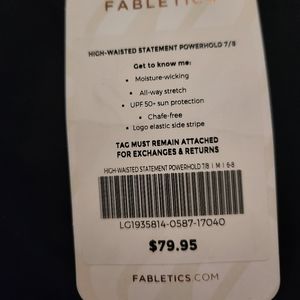 FABLETICS
HIGH-WAISTED STATEMENT POWERHOLD 7/8
Get to know me:
• Moisture-wicking
• All-way stretch
• UPF 50+ sun protection
• Chafe-free
• Logo elastic side stripe
TAG MUST REMAIN ATTACHED
FOR EXCHANGES & RETURNS
HIGH-WAISTED STATEMENT POWERHOLD 7/8 | M | 6-8
LG1935814-0587-17040
$79.95
FABLETICS.COM